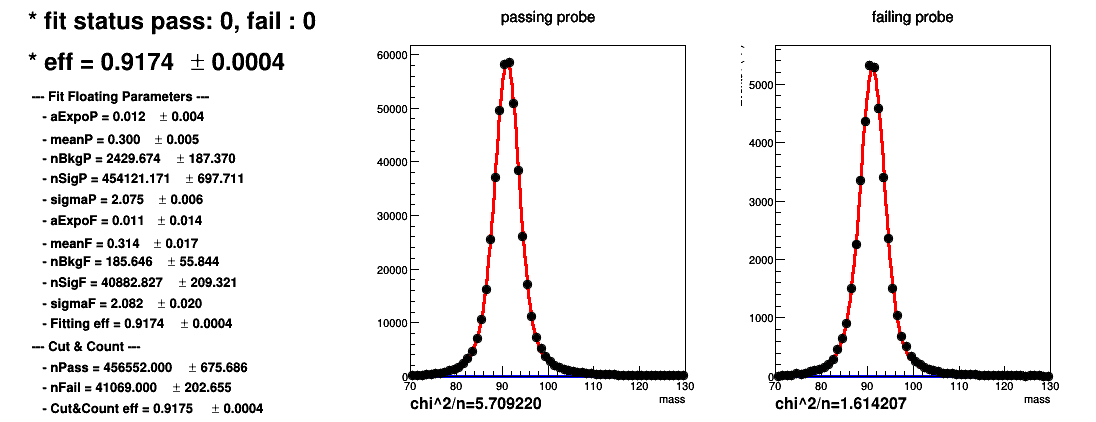 * fit status pass: 0, fail : 0
* eff = 0.9174 ± 0.0004
--- Fit Floating Parameters ---
- aExpoP = 0.012 ± 0.004
- meanP = 0.300 ± 0.005
- nBkgP = 2429.674 ± 187.370
- nSigP = 454121.171 ± 697.711
- sigmaP = 2.075 ± 0.006
- aExpoF = 0.011 ± 0.014
- meanF = 0.314 ± 0.017
- nBkgF = 185.646 ± 55.844
- nSigF = 40882.827 ± 209.321
- sigmaF = 2.082 ± 0.020
- Fitting eff = 0.9174 ± 0.0004
--- Cut & Count ---
- nPass = 456552.000 ± 675.686
- nFail = 41069.000 ± 202.655
- Cut&Count eff = 0.9175 ± 0.0004
passing probe
60000
50000
40000
30000
20000
10000
0
70 80 90 100 110 120 130
mass
chi^2/n=5.709220
failing probe
5000
4000
3000
2000
1000
0
70 80 90 100 110 120 130
mass
chi^2/n=1.614207